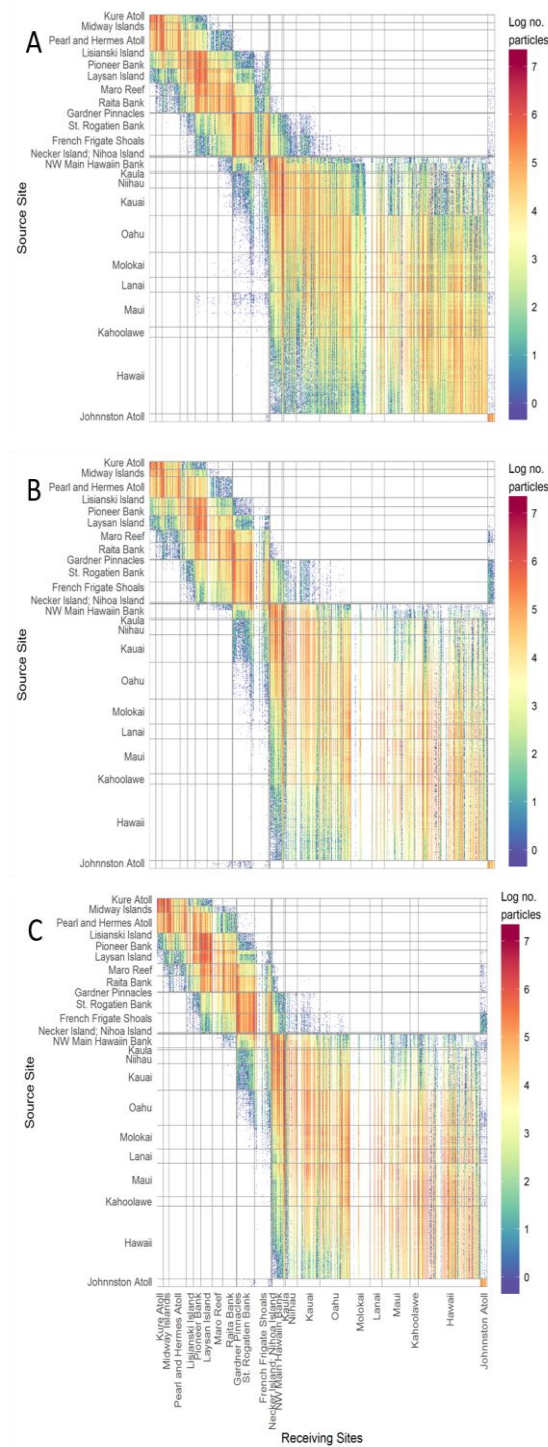 A
Source Site
Kure Atoll
Midway Islands
Pearl and Hermes Atoll
Lisianski Island
Pioneer Bank
Laysan Island
Maro Reef
Raita Bank
Gardner Pinnacles
St. Rogatien Bank
French Frigate Shoals
Necker Island; Nihoa Island
NW Main Hawaiin Bank
Kaula
Niihau
Kauai
Oahu
Molokai
Lanai
Maui
Kahoolawe
Hawaii
Johnnston Atoll
Log no.
particles
7
6
5
4
3
2
1
0
B
Source Site
Kure Atoll
Midway Islands
Pearl and Hermes Atoll
Lisianski Island
Pioneer Bank
Laysan Island
Maro Reef
Raita Bank
Gardner Pinnacles
St. Rogatien Bank
French Frigate Shoals
Necker Island; Nihoa Island
NW Main Hawaiin Bank
Kaula
Niihau
Kauai
Oahu
Molokai
Lanai
Maui
Kahoolawe
Hawaii
Johnnston Atoll
Log no.
particles
7
6
5
4
3
2
1
0
C
Source Site
Kure Atoll
Midway Islands
Pearl and Hermes Atoll
Lisianski Island
Pioneer Bank
Laysan Island
Maro Reef
Raita Bank
Gardner Pinnacles
St. Rogatien Bank
French Frigate Shoals
Necker Island; Nihoa Island
NW Main Hawaiin Bank
Kaula
Niihau
Kauai
Oahu
Molokai
Lanai
Maui
Kahoolawe
Hawaii
Johnnston Atoll
Log no.
particles
7
6
5
4
3
2
1
0
Kure Atoll
Midway Islands
Pearl and Hermes Atoll
Lisianski Island
Pioneer Bank
Laysan Island
Maro Reef
Raita Bank
Gardner Pinnacles
St. Rogatien Bank
French Frigate Shoals
Necker Island; Nihoa Island
NW Main Hawaiin Bank
Kaula
Niihau
Kauai
Oahu
Molokai
Lanai
Maui
Kahoolawe
Hawaii
Johnnston Atoll
Receiving Sites